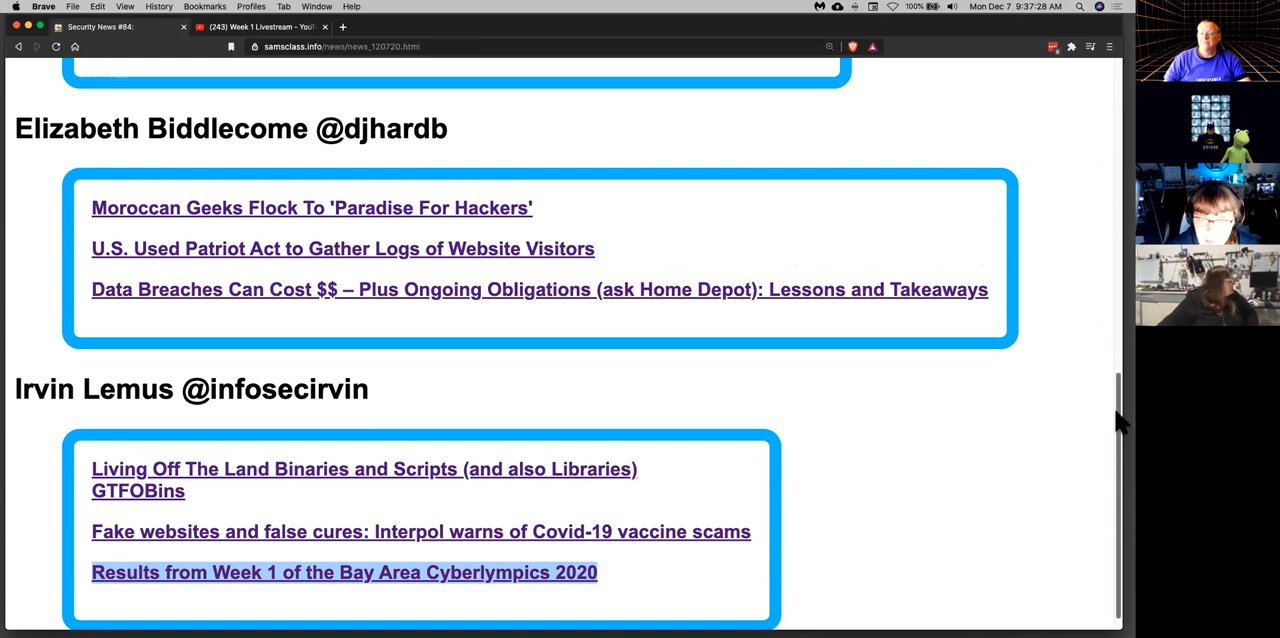 Brave File Edit View History Bookmarks Profiles Tab Window Help 100% Mon Dec 7 9:37:28 AM
Security News #84: (243) Week 1 Livestream - YouT
samsclass.info/news/news_120720.html
Elizabeth Biddlecome @djhardb
Moroccan Geeks Flock To 'Paradise For Hackers'
U.S. Used Patriot Act to Gather Logs of Website Visitors
Data Breaches Can Cost $$ – Plus Ongoing Obligations (ask Home Depot): Lessons and Takeaways
Irvin Lemus @infosecirvin
Living Off The Land Binaries and Scripts (and also Libraries)
GTFOBins
Fake websites and false cures: Interpol warns of Covid-19 vaccine scams
Results from Week 1 of the Bay Area Cyberlympics 2020